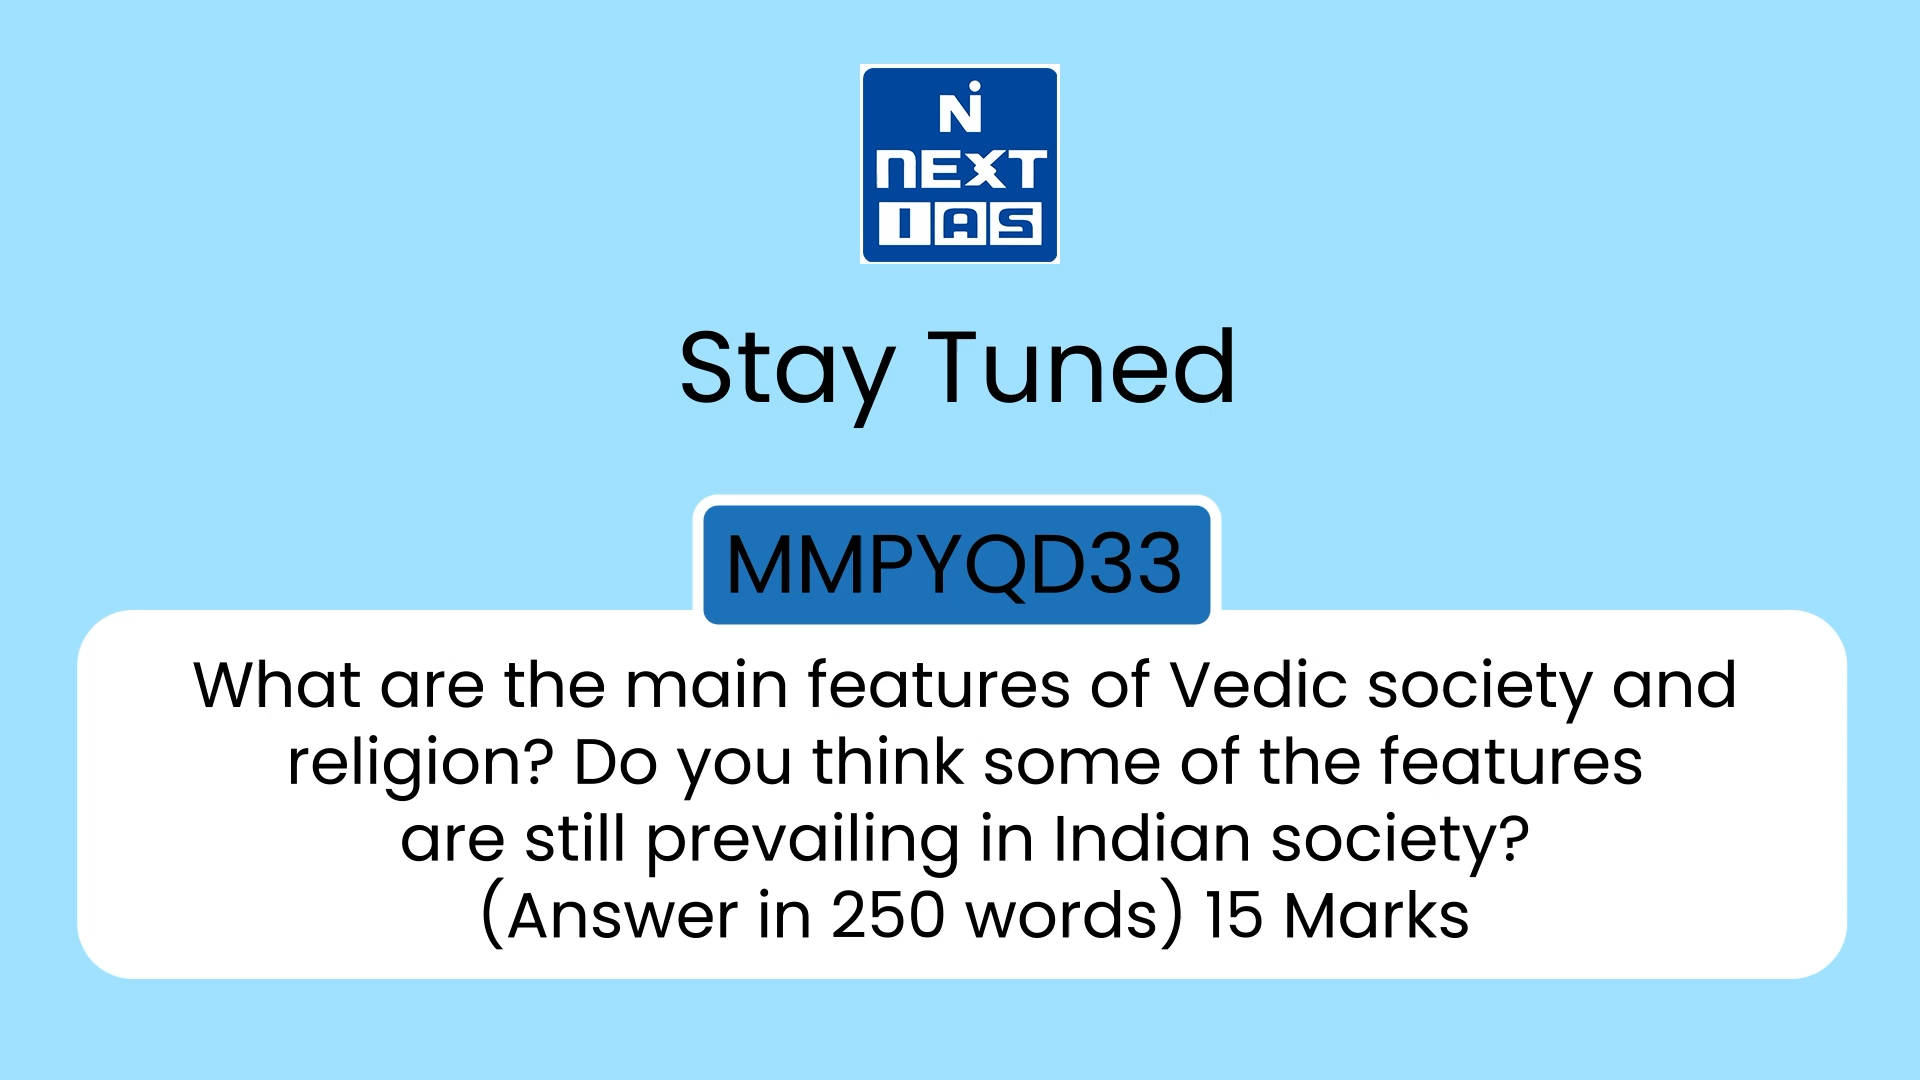 Ni
NEXT
IAS
Stay Tuned
MMPYQD33
What are the main features of Vedic society and
religion? Do you think some of the features
are still prevailing in Indian society?
(Answer in 250 words) 15 Marks